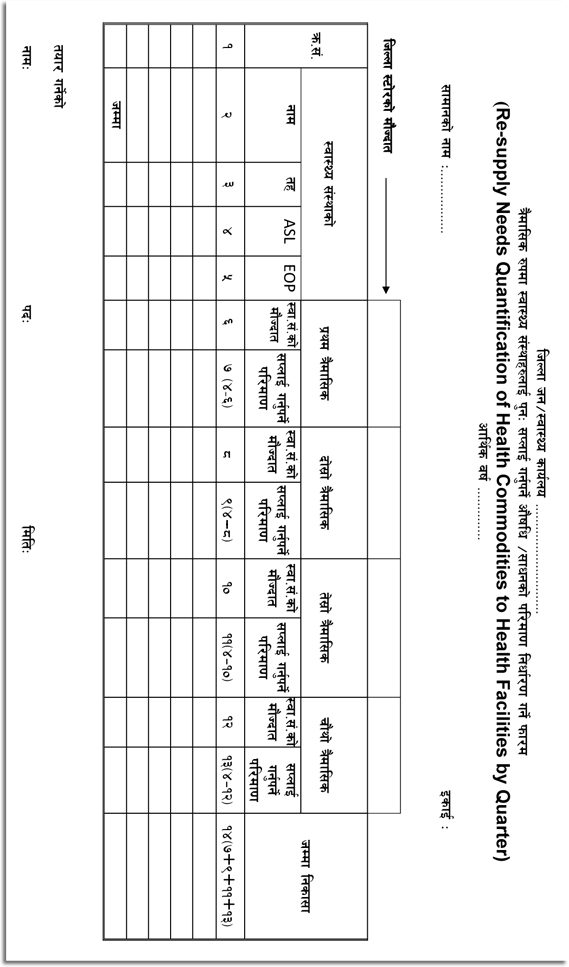 जिल्ला जन/स्वास्थ्य कार्यलय ..............................
त्रैमासिक रुपमा स्वास्थ्य संस्थाहरुलाई पुन: सप्लाई गर्नुपर्ने औषधि /साधनको परिमाण निर्धारण गर्ने फारम
(Re-supply Needs Quantification of Health Commodities to Health Facilities by Quarter)
आर्थिक वर्ष ..............
सामानको नाम :.................. इकाई :
जिल्ला स्टोरको मौज्दात
क्र.सं. स्वास्थ्य संस्थाको प्रथम त्रैमासिक दोस्रो त्रैमासिक तेस्रो त्रैमासिक चौथो त्रैमासिक जम्मा निकासा
नाम तह ASL EOP
स्वा.सं.को मौज्दात सप्लाई गर्नुपर्ने परिमाण स्वा.सं.को मौज्दात सप्लाई गर्नुपर्ने परिमाण स्वा.सं.को मौज्दात सप्लाई गर्नुपर्ने परिमाण स्वा.सं.को मौज्दात सप्लाई गर्नुपर्ने परिमाण
१ २ ३ ४ ५ ६ ७ (४-६) ८ ९(४-८) १० ११(४-१०) १२ १३(४-१२) १४(७+९+११+१३)
जम्मा
तयार गर्नेको
नाम: पद: मिति: